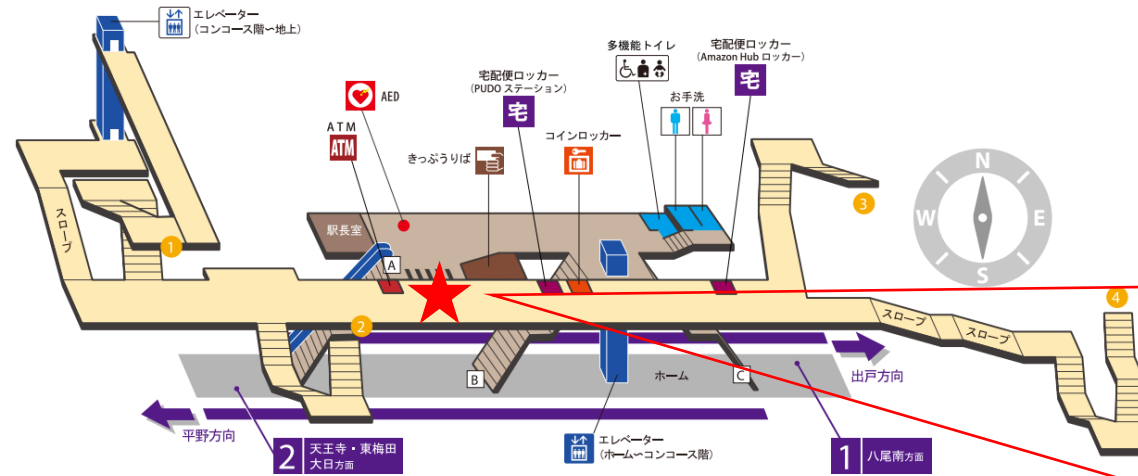 エレベーター
(コンコース階〜地上)
AED
ATM
ATM
きっぷうりば
宅配便ロッカー
(PUDO ステーション)
宅
コインロッカー
多機能トイレ
お手洗
宅配便ロッカー
(Amazon Hub ロッカー)
宅
N
W
E
S
スロープ
駅長室
A
1
2
3
4
スロープ
スロープ
B
C
ホーム
出戸方向
平野方向
2
天王寺・東梅田
大日方面
エレベーター
(ホーム〜コンコース階)
1
八尾南方面